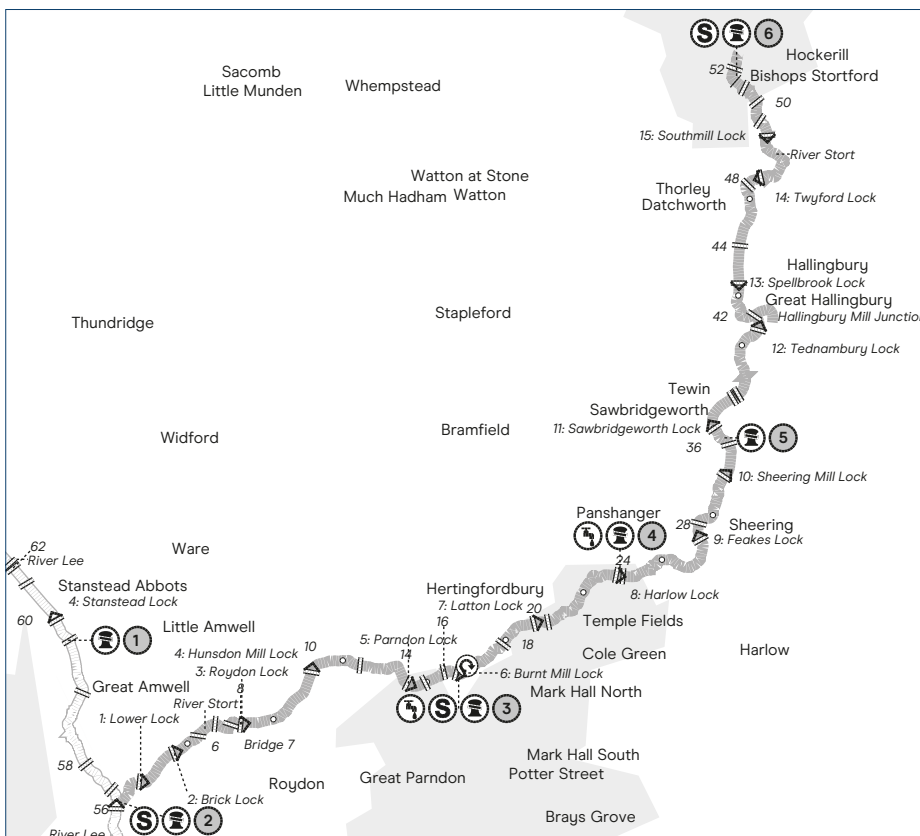 S
6
Hockerill
52
Bishops Stortford
Sacomb
Little Munden
Whempstead
50
15: Southmill Lock
River Stort
Watton at Stone
Much Hadham
Watton
48
Thorley
Datchworth
14: Twyford Lock
44
Hallingbury
13: Spellbrook Lock
Great Hallingbury
42
Hallingbury Mill Junction
Thundridge
Stapleford
12: Tednambury Lock
Tewin
Sawbridgeworth
11: Sawbridgeworth Lock
Widford
Bramfield
36
5
10: Sheering Mill Lock
Panshanger
4
28
Sheering
9: Feakes Lock
62
River Lee
Ware
24
Stanstead Abbots
4: Stanstead Lock
Hertingfordbury
7: Latton Lock
8: Harlow Lock
60
Little Amwell
16
20
Temple Fields
1
10
5: Parndon Lock
18
4: Hunsdon Mill Lock
3: Roydon Lock
14
Cole Green
Harlow
Great Amwell
8
6: Burnt Mill Lock
Mark Hall North
1: Lower Lock
River Stort
S
3
6
Bridge 7
58
Roydon
Great Parndon
Mark Hall South
Potter Street
2: Brick Lock
56
S
2
Brays Grove
River Lee